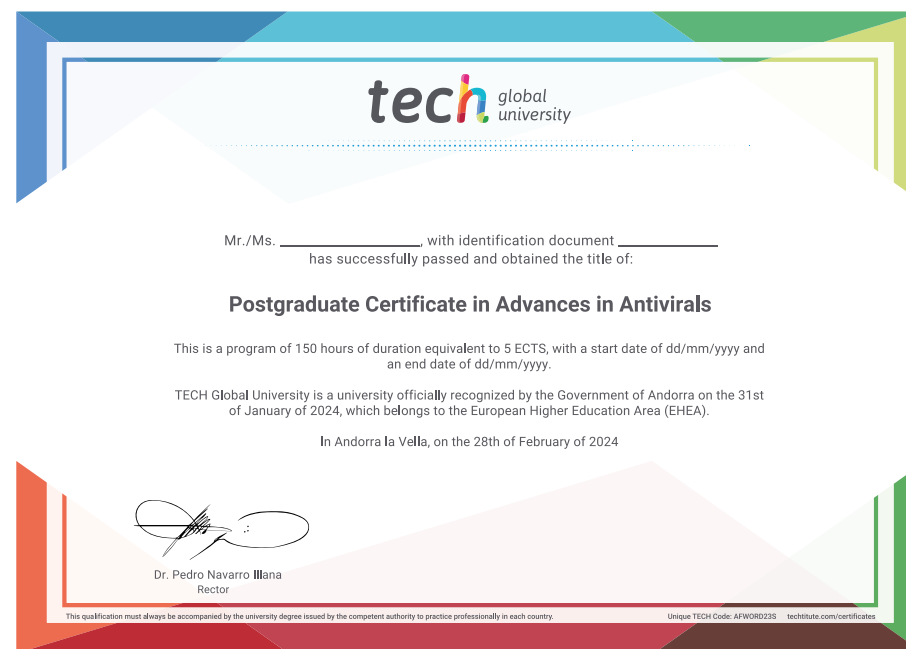 tech global
university
Mr./Ms. ____________, with identification document ____________
has successfully passed and obtained the title of:
Postgraduate Certificate in Advances in Antivirals
This is a program of 150 hours of duration equivalent to 5 ECTS, with a start date of dd/mm/yyyy and
an end date of dd/mm/yyyy.
TECH Global University is a university officially recognized by the Government of Andorra on the 31st
of January of 2024, which belongs to the European Higher Education Area (EHEA).
In Andorra la Vella, on the 28th of February of 2024
Dr. Pedro Navarro Illana
Rector
This qualification must always be accompanied by the university degree issued by the competent authority to practice professionally in each country.
Unique TECH Code: AFWORD23S techtitute.com/certificates